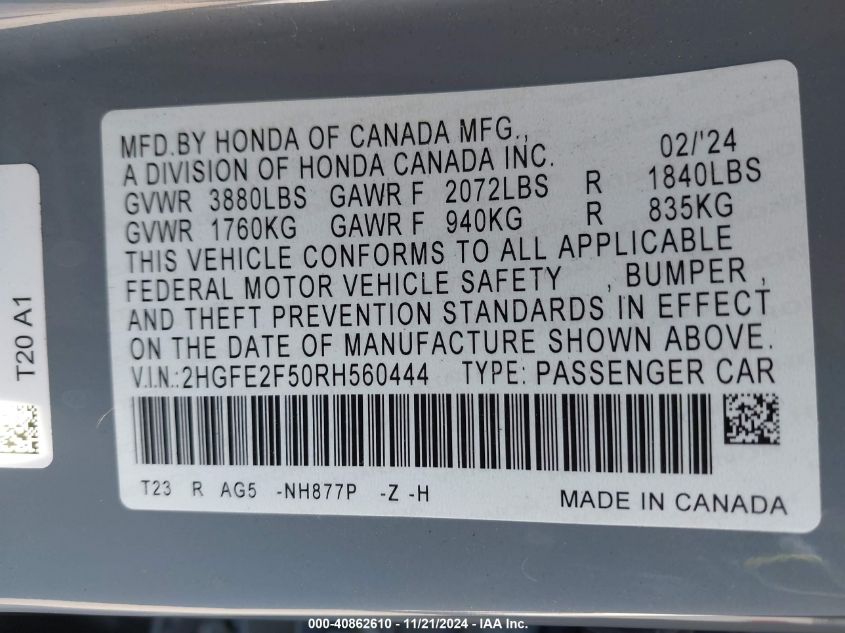 MFD.BY HONDA OF CANADA MFG.,
A DIVISION OF HONDA CANADA INC. 02/'24
GVWR 3880LBS GAWR F 2072LBS R 1840LBS
GVWR 1760KG GAWR F 940KG R 835KG
THIS VEHICLE CONFORMS TO ALL APPLICABLE
FEDERAL MOTOR VEHICLE SAFETY , BUMPER ,
AND THEFT PREVENTION STANDARDS IN EFFECT
ON THE DATE OF MANUFACTURE SHOWN ABOVE.
V.I.N.:2HGFE2F50RH560444 TYPE: PASSENGER CAR
T23 R AG5 -NH877P -Z -H MADE IN CANADA
T20 A1
000-40862610 - 11/21/2024 - IAA Inc.